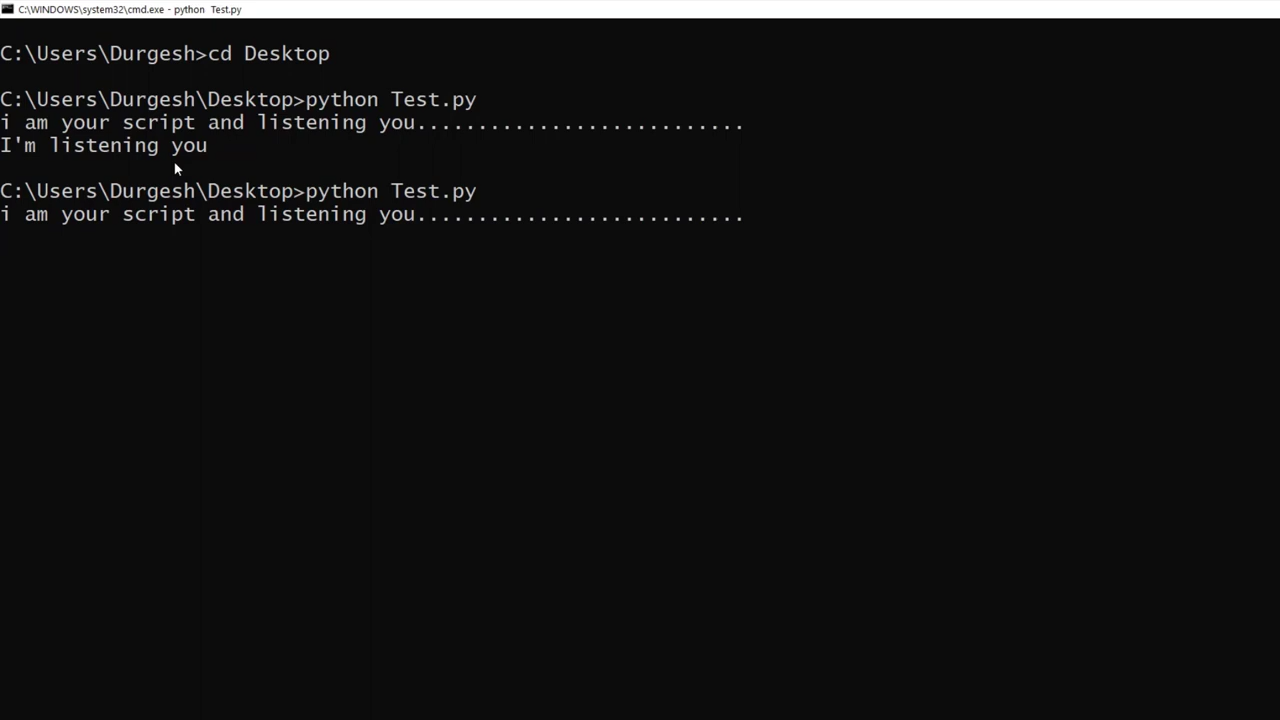 C:\WINDOWS\system32\cmd.exe - python  Test.py
C:\Users\Durgesh>cd Desktop
C:\Users\Durgesh\Desktop>python Test.py
i am your script and listening you...........................
I'm listening you
C:\Users\Durgesh\Desktop>python Test.py
i am your script and listening you...........................